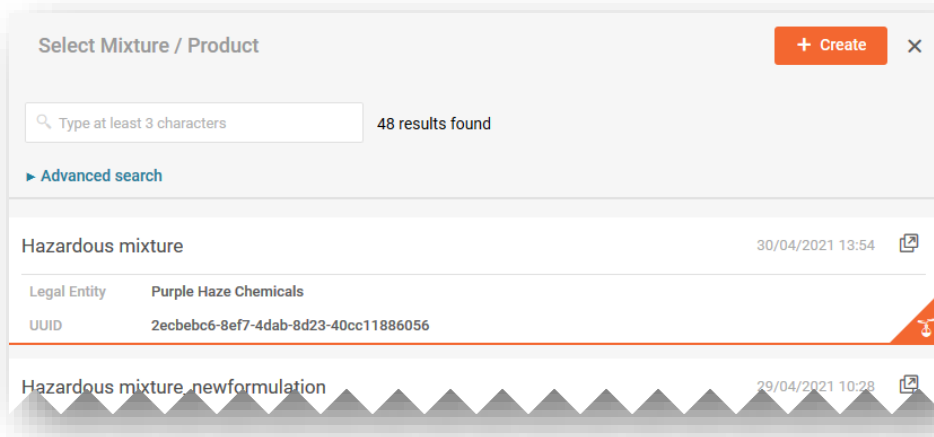 Select Mixture / Product
+ Create ×
Type at least 3 characters
48 results found
▸ Advanced search
Hazardous mixture
30/04/2021 13:54
Legal Entity Purple Haze Chemicals
UUID 2ecbebc6-8ef7-4dab-8d23-40cc11886056
Hazardous mixture_newformulation
29/04/2021 10:28